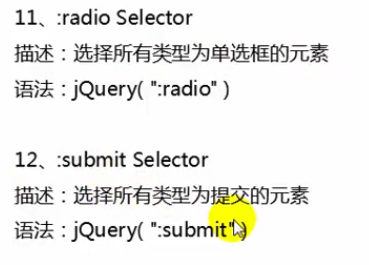 11、:radio Selector
描述：选择所有类型为单选框的元素
语法：jQuery( ":radio" )
12、:submit Selector
描述：选择所有类型为提交的元素
语法：jQuery( ":submit" )